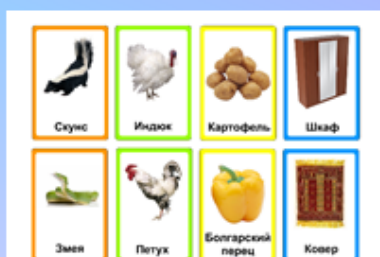 Скунс
Индюк
Картофель
Шкаф
Змея
Петух
Болгарский
перец
Ковер